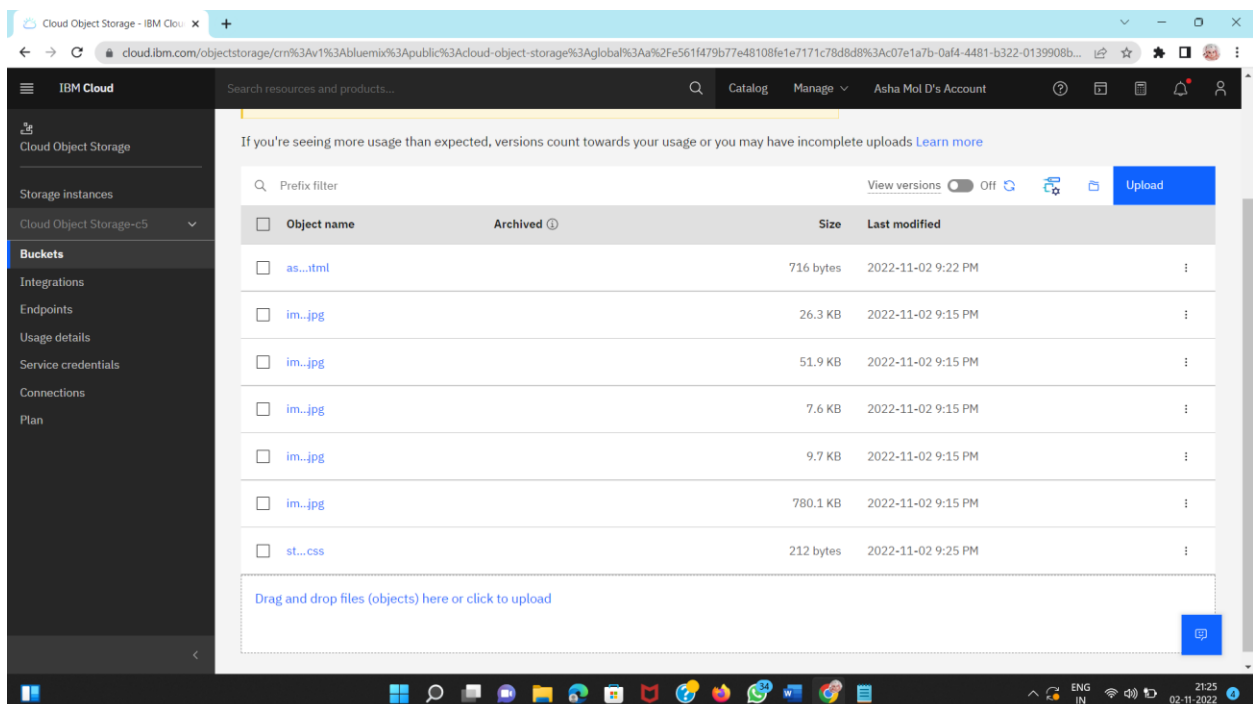 Cloud Object Storage - IBM Clou
cloud.ibm.com/objectstorage/crn%3Av1%3Abluemix%3Apublic%3Acloud-object-storage%3Aglobal%3Aa%2Fe561f479b77e48108fe1e7171c78d8d8%3Ac07e1a7b-0af4-4481-b322-0139908b...
IBM Cloud
Search resources and products...
Catalog
Manage
Asha Mol D's Account
Cloud Object Storage
Storage instances
Cloud Object Storage-c5
Buckets
Integrations
Endpoints
Usage details
Service credentials
Connections
Plan
If you're seeing more usage than expected, versions count towards your usage or you may have incomplete uploads Learn more
Prefix filter
View versions Off
Upload
Object name Archived Size Last modified
as...tml 716 bytes 2022-11-02 9:22 PM
im...jpg 26.3 KB 2022-11-02 9:15 PM
im...jpg 51.9 KB 2022-11-02 9:15 PM
im...jpg 7.6 KB 2022-11-02 9:15 PM
im...jpg 9.7 KB 2022-11-02 9:15 PM
im...jpg 780.1 KB 2022-11-02 9:15 PM
st...css 212 bytes 2022-11-02 9:25 PM
Drag and drop files (objects) here or click to upload
34
ENG
IN
21:25
02-11-2022
4